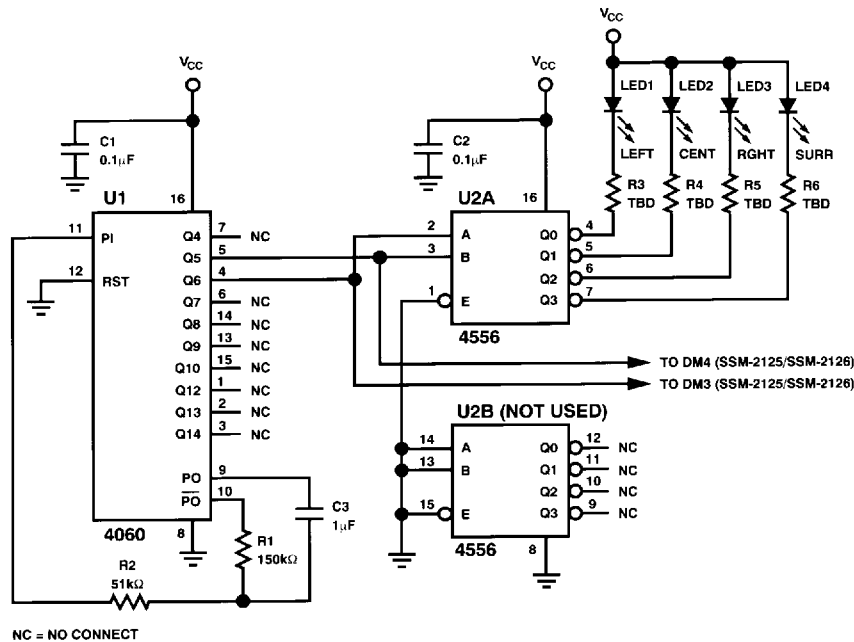 VCC
VCC
VCC
LED1
LED2
LED3
LED4
LEFT
CENT
RGHT
SURR
C1
0.1µF
C2
0.1µF
R3
TBD
R4
TBD
R5
TBD
R6
TBD
U1
16
U2A
16
11
PI
12
RST
Q4
7
NC
Q5
5
Q6
4
Q7
6
NC
Q8
14
NC
Q9
13
NC
Q10
15
NC
Q12
1
NC
Q13
2
NC
Q14
3
NC
PO
9
PO
10
4060
8
2
A
3
B
1
E
Q0
4
Q1
5
Q2
6
Q3
7
4556
TO DM4 (SSM-2125/SSM-2126)
TO DM3 (SSM-2125/SSM-2126)
U2B (NOT USED)
14
A
13
B
15
E
Q0
12
NC
Q1
11
NC
Q2
10
NC
Q3
9
NC
4556
8
C3
1µF
R1
150kΩ
R2
51kΩ
NC = NO CONNECT